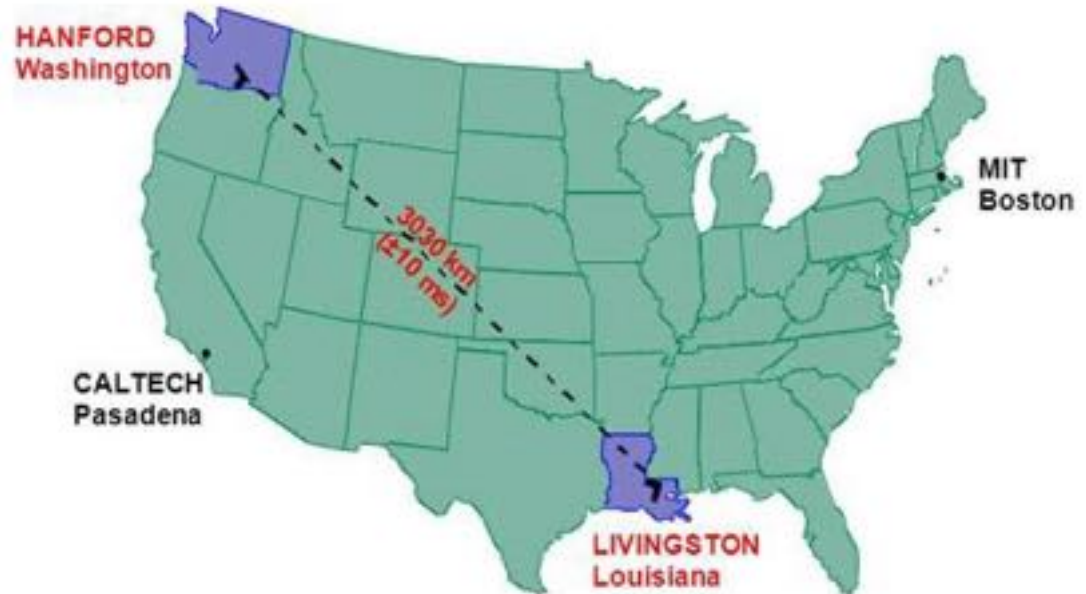 HANFORD
Washington
MIT
Boston
3030 km
(±10 ms)
CALTECH
Pasadena
LIVINGSTON
Louisiana